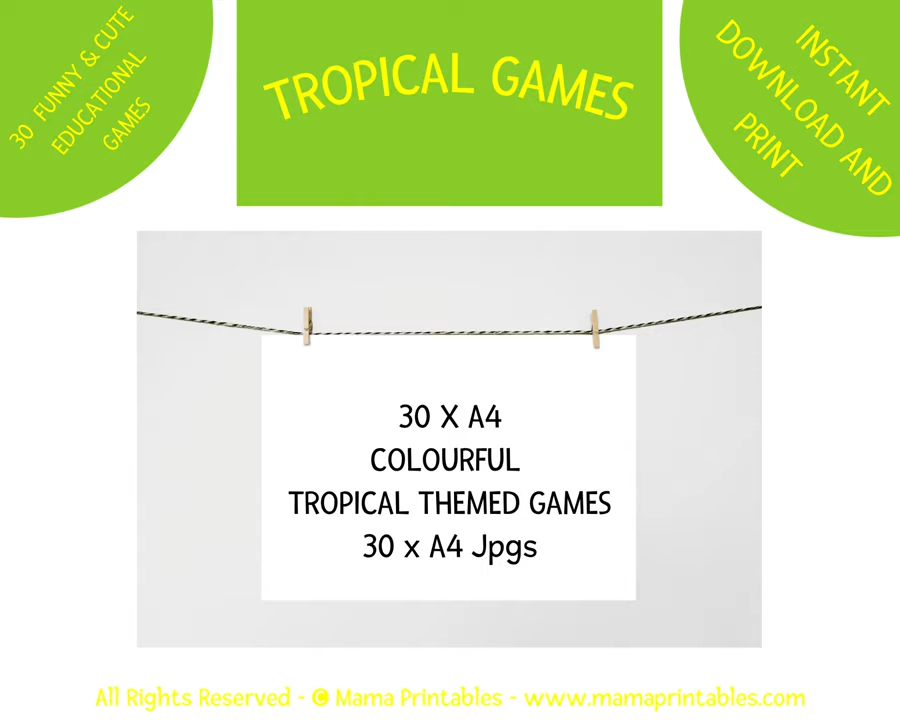 30 FUNNY & CUTE
EDUCATIONAL
GAMES
TROPICAL GAMES
INSTANT
DOWNLOAD AND
PRINT
30 X A4
COLOURFUL
TROPICAL THEMED GAMES
30 x A4 Jpgs
All Rights Reserved - © Mama Printables - www.mamaprintables.com